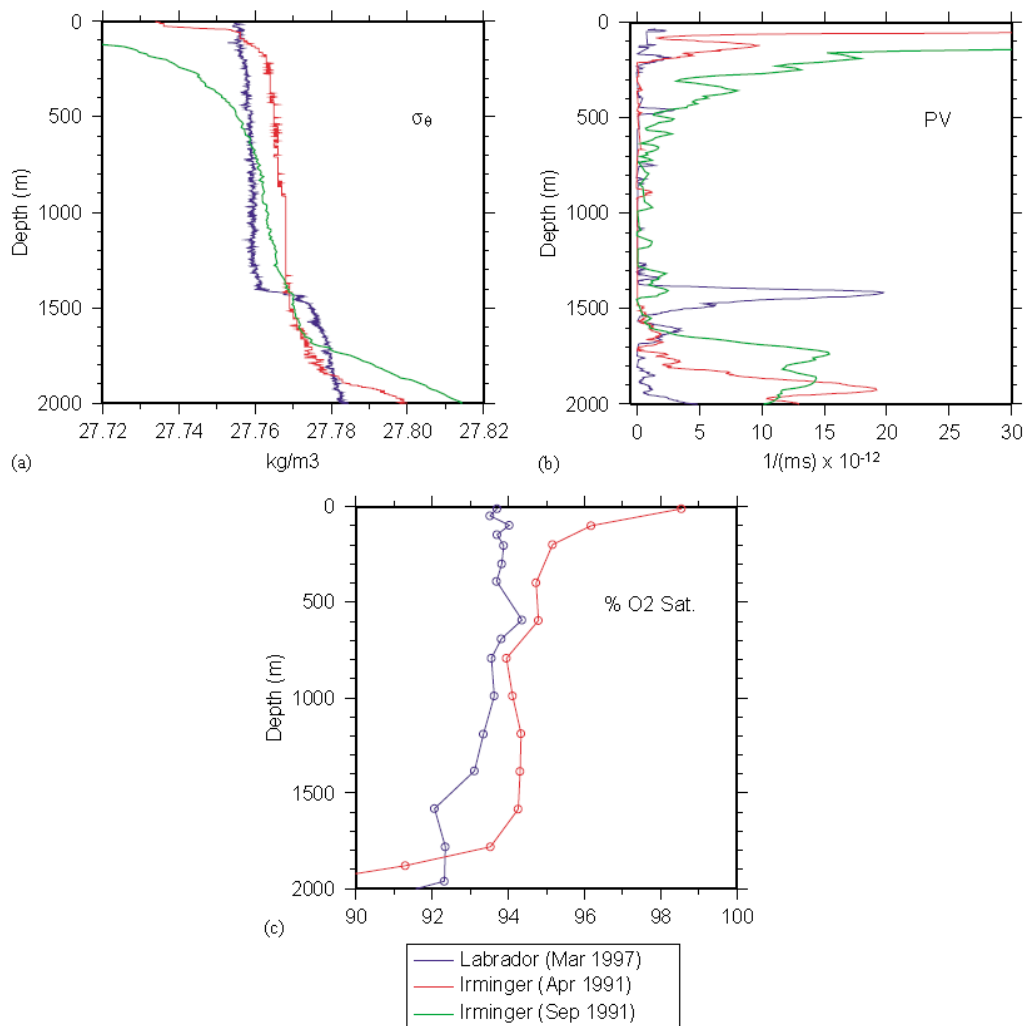 0
500
1000
1500
2000
Depth (m)
σθ
27.72 27.74 27.76 27.78 27.80 27.82
kg/m3
(a)
0
500
1000
1500
2000
Depth (m)
PV
0 5 10 15 20 25 30
1/(ms) x 10-12
(b)
0
500
1000
1500
2000
Depth (m)
% O2 Sat.
90 92 94 96 98 100
(c)
Labrador (Mar 1997)
Irminger (Apr 1991)
Irminger (Sep 1991)